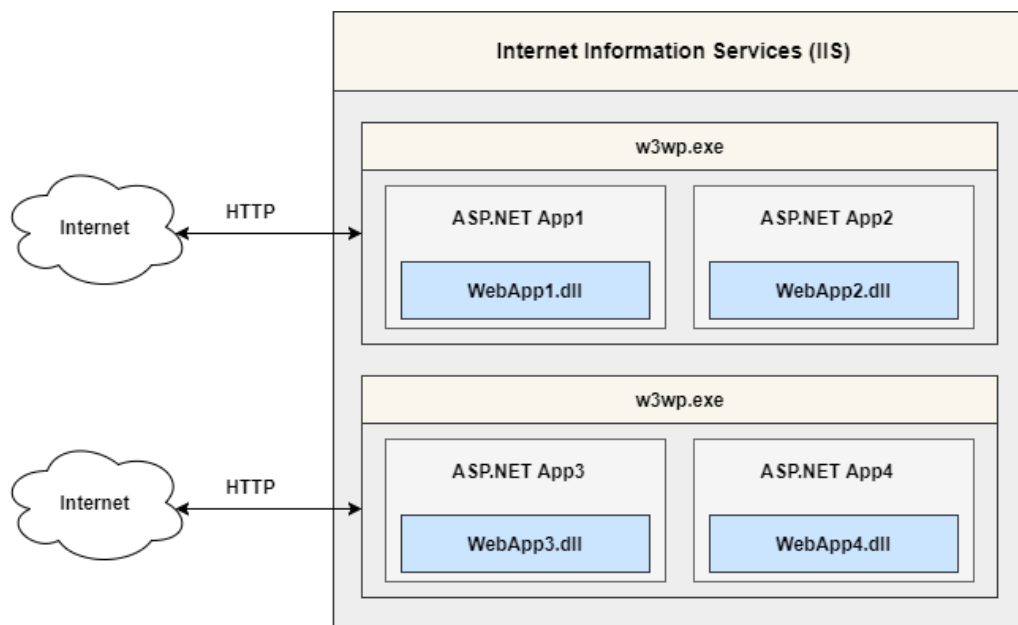 Internet Information Services (IIS)
w3wp.exe
Internet
HTTP
ASP.NET App1
ASP.NET App2
WebApp1.dll
WebApp2.dll
w3wp.exe
Internet
HTTP
ASP.NET App3
ASP.NET App4
WebApp3.dll
WebApp4.dll